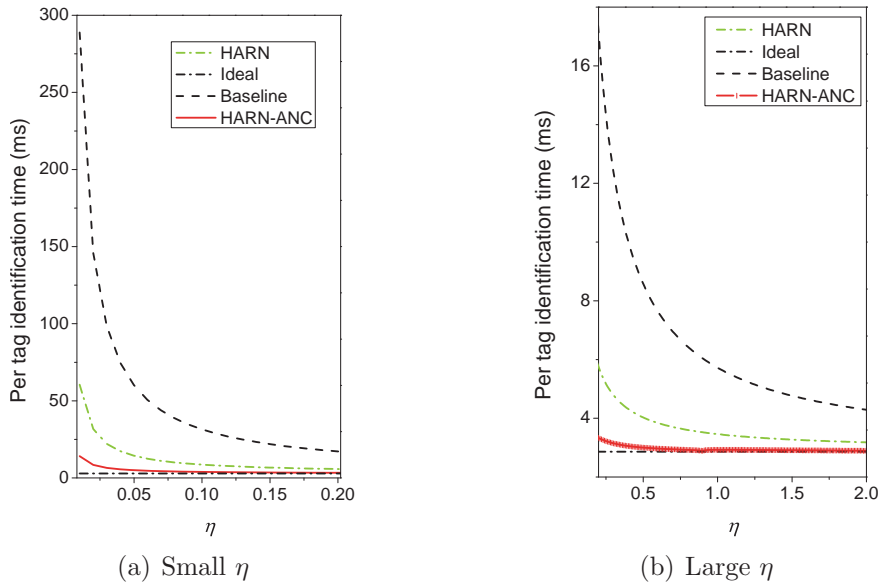 300
250
200
150
100
50
0
Per tag identification time (ms)
HARN
Ideal
Baseline
HARN-ANC
0.05
0.10
0.15
0.20
η
(a) Small η
16
12
8
4
Per tag identification time (ms)
HARN
Ideal
Baseline
HARN-ANC
0.5
1.0
1.5
2.0
η
(b) Large η